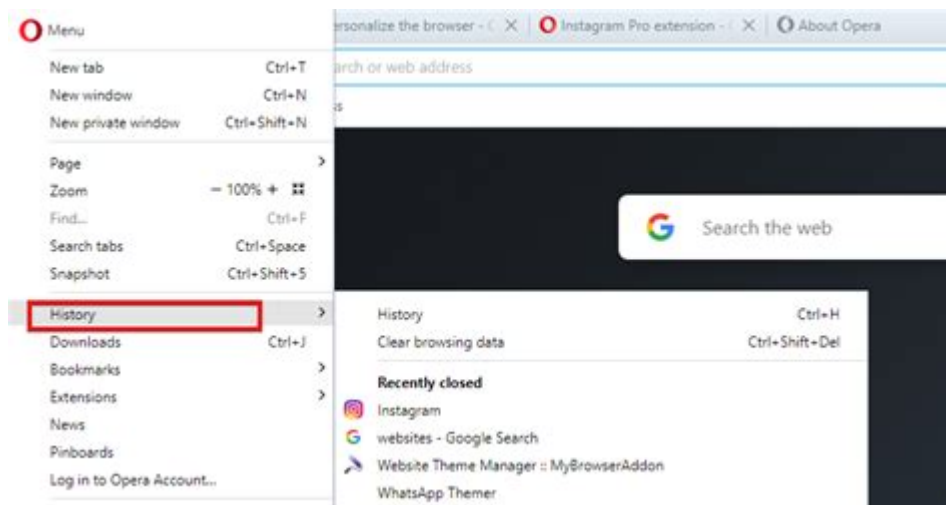 Menu
ersonalize the browser - (
Instagram Pro extension - (
About Opera
arch or web address
New tab Ctrl+T
New window Ctrl+N
New private window Ctrl+Shift+N
Page
Zoom - 100% +
Find... Ctrl+F
Search tabs Ctrl+Space
Snapshot Ctrl+Shift+5
Search the web
History
Downloads Ctrl+J
Bookmarks
Extensions
News
Pinboards
Log in to Opera Account...
History Ctrl+H
Clear browsing data Ctrl+Shift+Del
Recently closed
Instagram
websites - Google Search
Website Theme Manager :: MyBrowserAddon
WhatsApp Themer